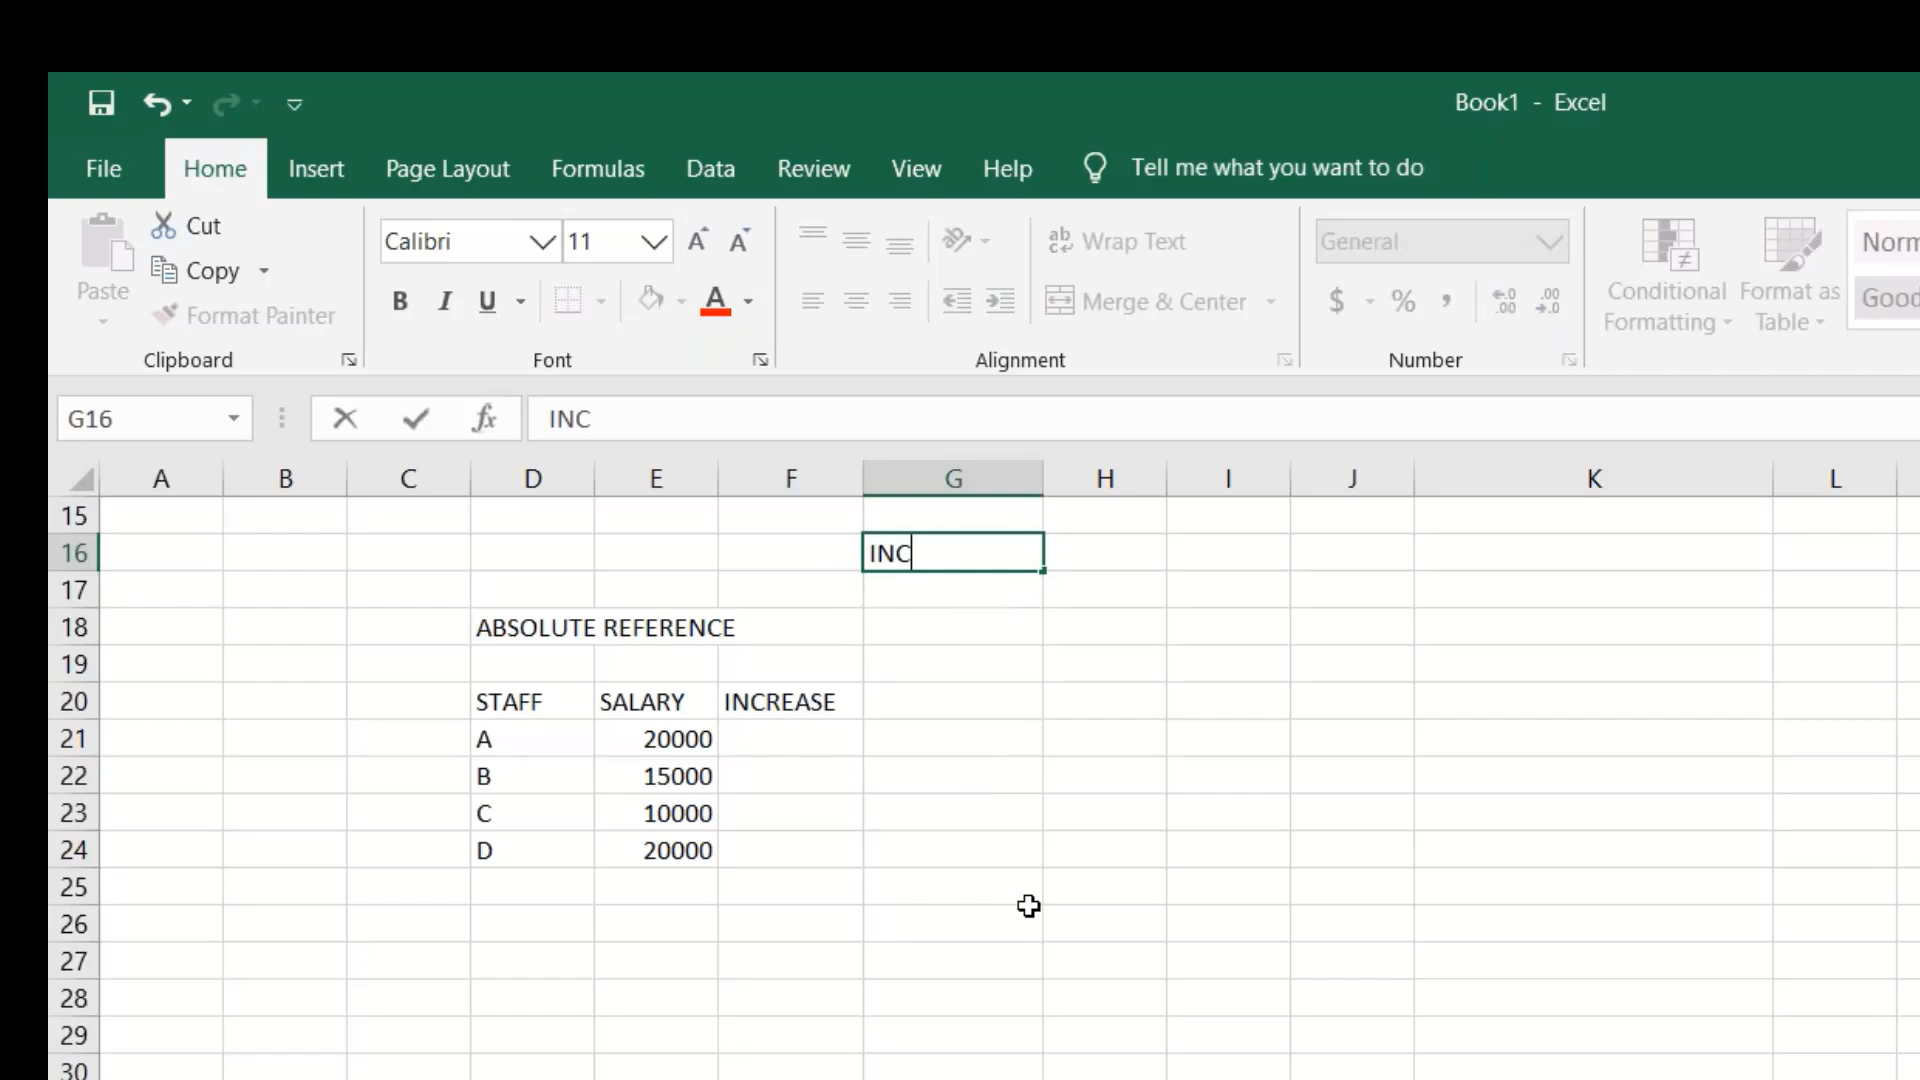 Book1 - Excel
File Home Insert Page Layout Formulas Data Review View Help Tell me what you want to do
Cut
Copy
Paste
Format Painter
Clipboard
Calibri 11 A A
B I U A
Font
ab Wrap Text
Merge & Center
Alignment
General
$ % ,
Number
Conditional Formatting
Format as Table
Norm
Good
G16 fx INC
A B C D E F G H I J K L
15
16 INC
17
18 ABSOLUTE REFERENCE
19
20 STAFF SALARY INCREASE
21 A 20000
22 B 15000
23 C 10000
24 D 20000
25
26
27
28
29
30